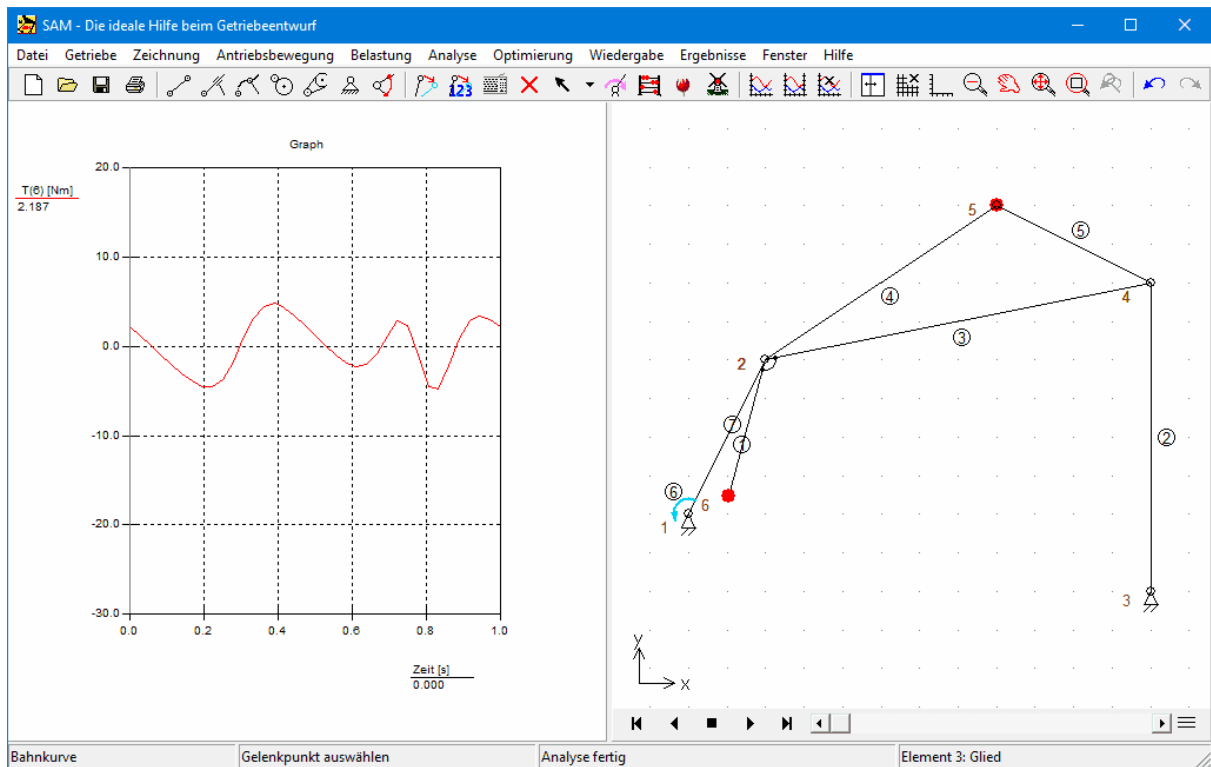 SAM - Die ideale Hilfe beim Getriebeentwurf
Datei Getriebe Zeichnung Antriebsbewegung Belastung Analyse Optimierung Wiedergabe Ergebnisse Fenster Hilfe
123
Graph
T(6) [Nm]
2.187
20.0
10.0
0.0
-10.0
-20.0
-30.0
0.0 0.2 0.4 0.6 0.8 1.0
Zeit [s]
0.000
5
5
4
4
3
2
7
1
2
6
6
1
3
y
x
Bahnkurve Gelenkpunkt auswählen Analyse fertig Element 3: Glied